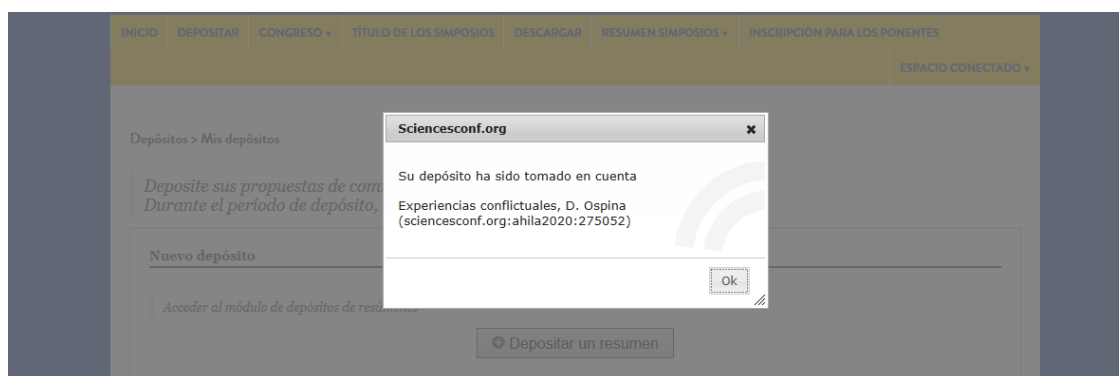 INICIO DEPOSITAR CONGRESO TÍTULO DE LOS SIMPOSIOS DESCARGAR RESUMEN SIMPOSIOS INSCRIPCIÓN PARA LOS PONENTES
ESPACIO CONECTADO
Depósitos > Mis depósitos
Sciencesconf.org
Su depósito ha sido tomado en cuenta
Experiencias conflictuales, D. Ospina
(sciencesconf.org:ahila2020:275052)
Ok
Deposite sus propuestas de
Durante el período de depósito,
Nuevo depósito
Acceder al módulo de depósitos de
Depositar un resumen